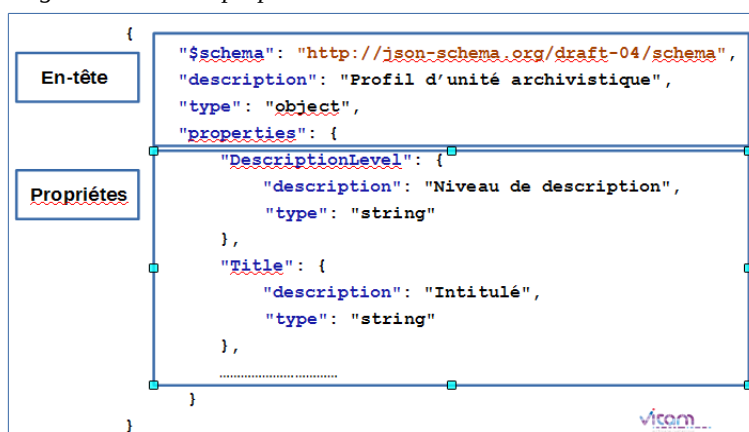 {
"$schema": "http://json-schema.org/draft-04/schema",
En-tête
"description": "Profil d’unité archivistique",
"type": "object",
"properties": {
"DescriptionLevel": {
Propriétes
"description": "Niveau de description",
"type": "string"
},
"Title": {
"description": "Intitulé",
"type": "string"
},
....................................
}
}
vitam